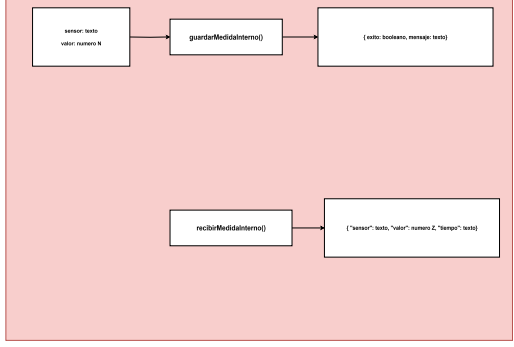 sensor: texto
valor: numero N
guardarMedidaInterno()
{ exito: booleano, mensaje: texto}
recibirMedidaInterno()
{ "sensor": texto, "valor": numero Z, "tiempo": texto}